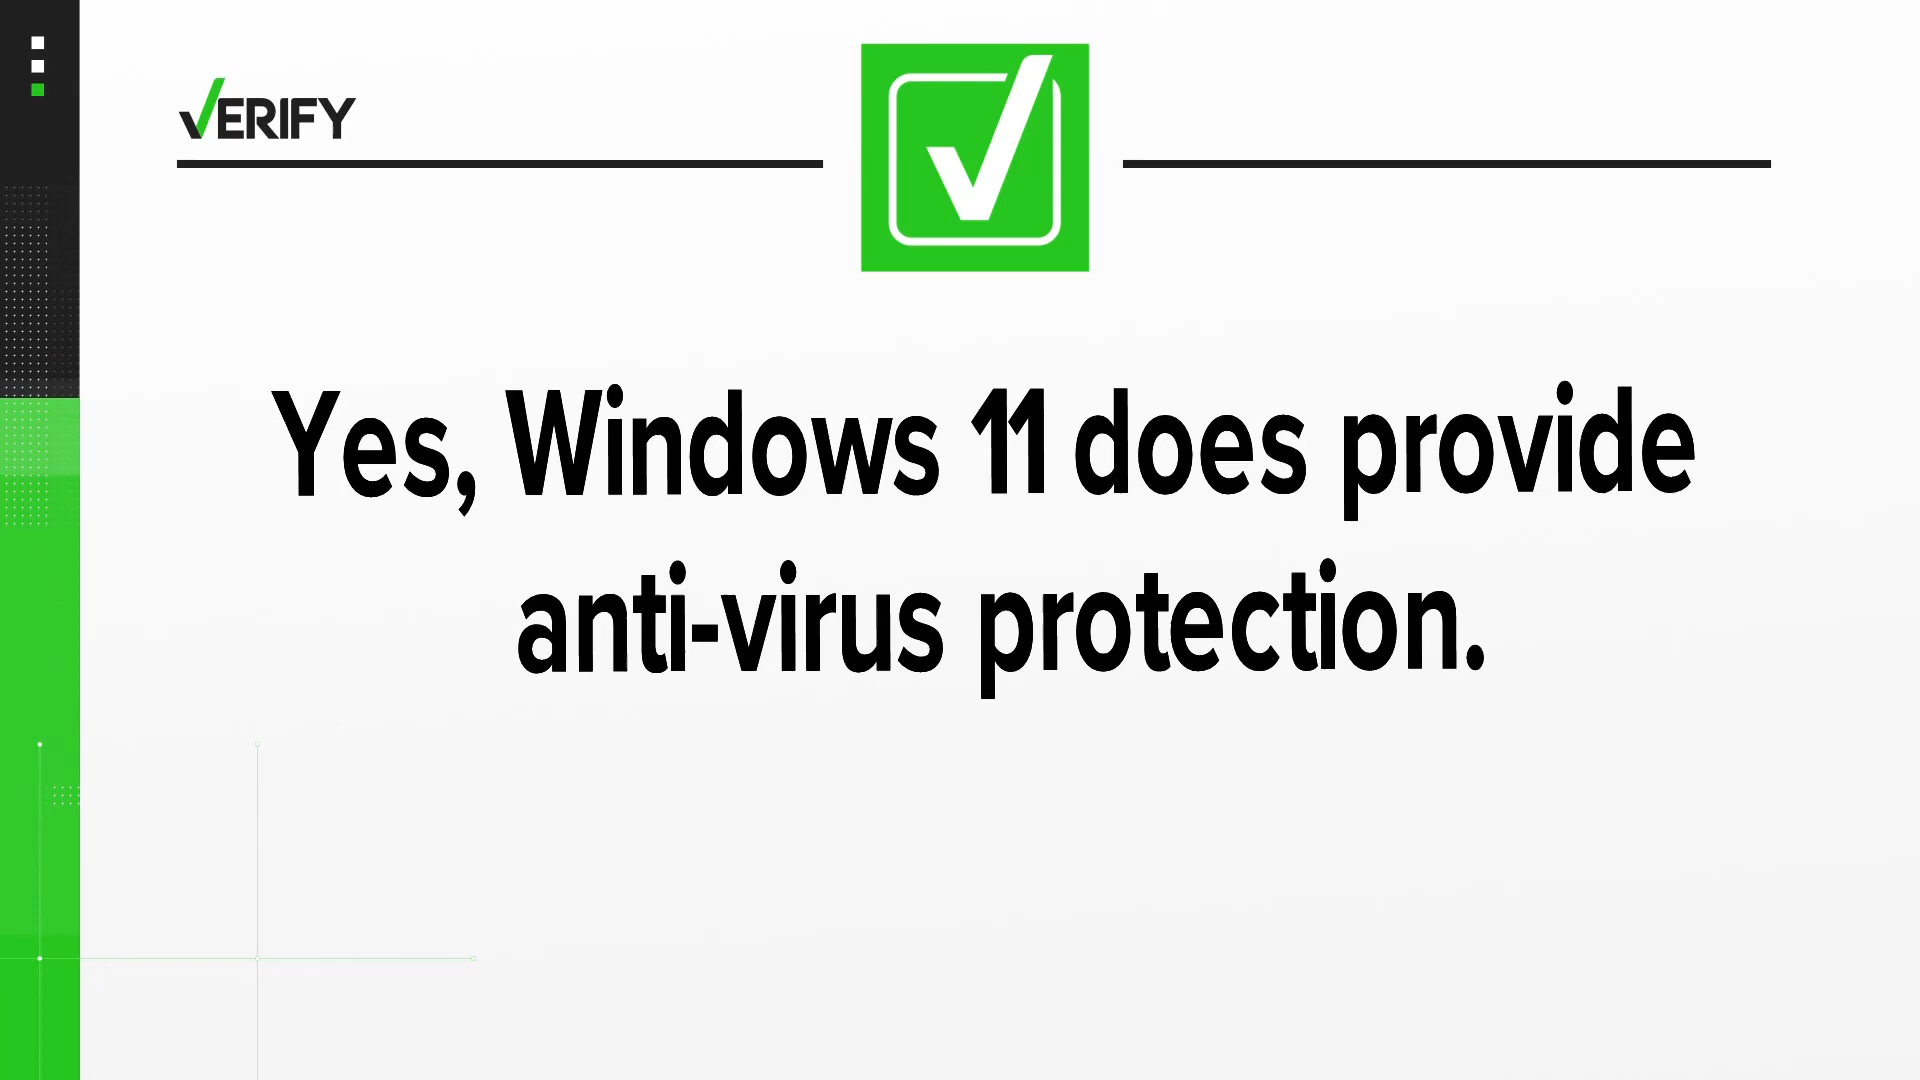 VERIFY
Yes, Windows 11 does provide
anti-virus protection.